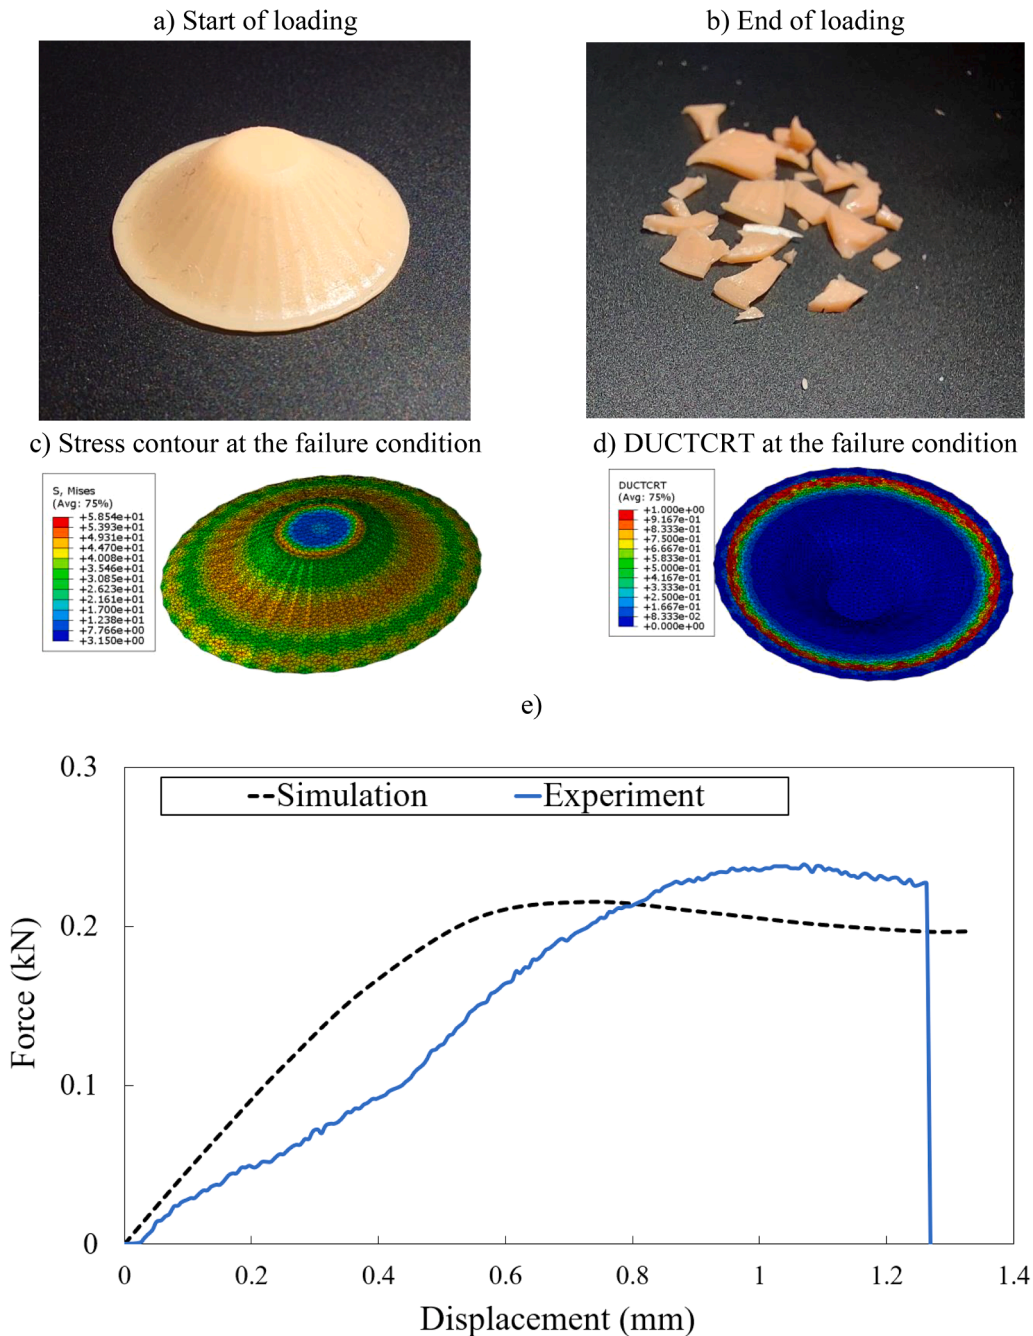 a) Start of loading
b) End of loading
c) Stress contour at the failure condition
d) DUCTCRT at the failure condition
S, Mises
(Avg: 75%)
+5.854e+01
+5.393e+01
+4.931e+01
+4.470e+01
+4.008e+01
+3.546e+01
+3.085e+01
+2.623e+01
+2.161e+01
+1.700e+01
+1.238e+01
+7.766e+00
+3.150e+00
DUCTCRT
(Avg: 75%)
+1.000e+00
+9.167e-01
+8.333e-01
+7.500e-01
+6.667e-01
+5.833e-01
+5.000e-01
+4.167e-01
+3.333e-01
+2.500e-01
+1.667e-01
+8.333e-02
+0.000e+00
e)
0.3
Simulation
Experiment
0.2
0.1
0
Force (kN)
0 0.2 0.4 0.6 0.8 1 1.2 1.4
Displacement (mm)